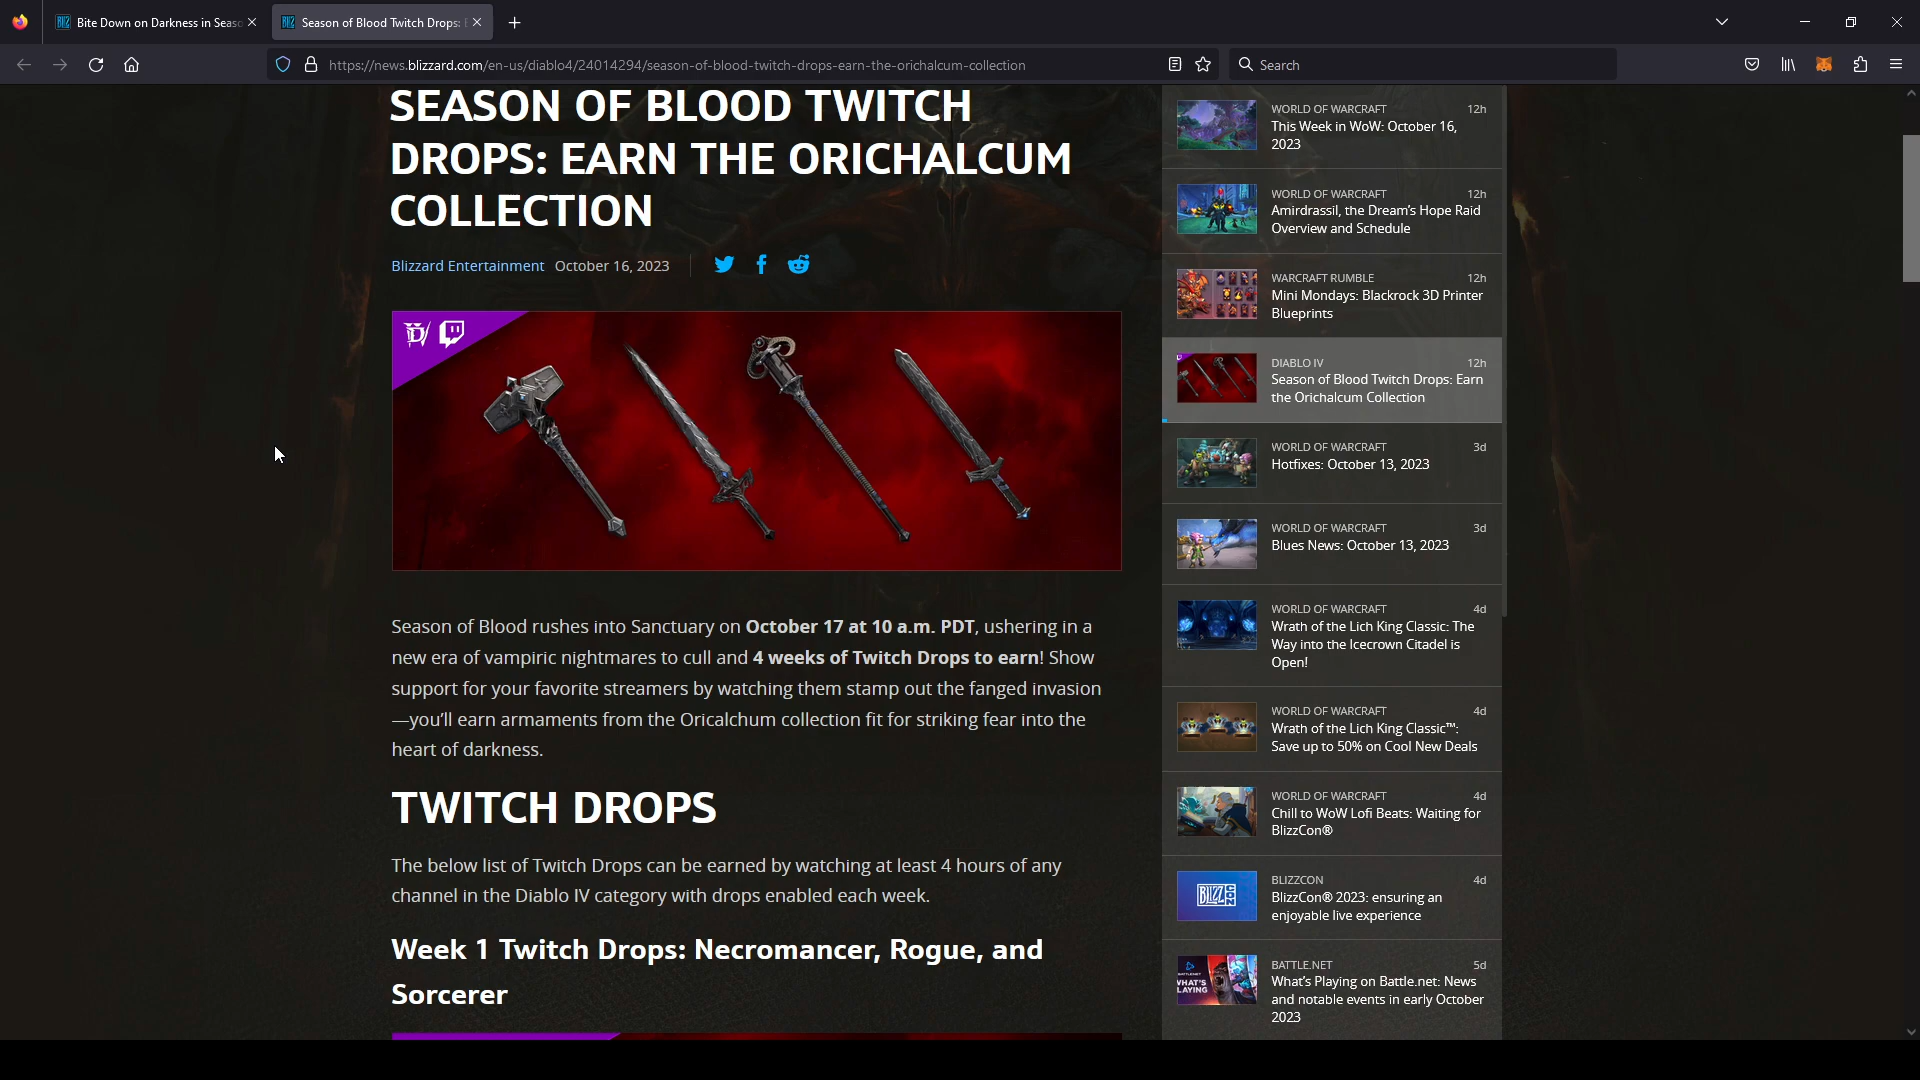 Bite Down on Darkness in Seaso
Season of Blood Twitch Drops: E
https://news.blizzard.com/en-us/diablo4/24014294/season-of-blood-twitch-drops-earn-the-orichalcum-collection
Search
SEASON OF BLOOD TWITCH
DROPS: EARN THE ORICHALCUM
COLLECTION
Blizzard Entertainment October 16, 2023
Season of Blood rushes into Sanctuary on October 17 at 10 a.m. PDT, ushering in a
new era of vampiric nightmares to cull and 4 weeks of Twitch Drops to earn! Show
support for your favorite streamers by watching them stamp out the fanged invasion
—you’ll earn armaments from the Oricalchum collection fit for striking fear into the
heart of darkness.
TWITCH DROPS
The below list of Twitch Drops can be earned by watching at least 4 hours of any
channel in the Diablo IV category with drops enabled each week.
Week 1 Twitch Drops: Necromancer, Rogue, and
Sorcerer
WORLD OF WARCRAFT 12h
This Week in WoW: October 16,
2023
WORLD OF WARCRAFT 12h
Amirdrassil, the Dream’s Hope Raid
Overview and Schedule
WARCRAFT RUMBLE 12h
Mini Mondays: Blackrock 3D Printer
Blueprints
DIABLO IV 12h
Season of Blood Twitch Drops: Earn
the Orichalcum Collection
WORLD OF WARCRAFT 3d
Hotfixes: October 13, 2023
WORLD OF WARCRAFT 3d
Blues News: October 13, 2023
WORLD OF WARCRAFT 4d
Wrath of the Lich King Classic: The
Way into the Icecrown Citadel is
Open!
WORLD OF WARCRAFT 4d
Wrath of the Lich King Classic™:
Save up to 50% on Cool New Deals
WORLD OF WARCRAFT 4d
Chill to WoW Lofi Beats: Waiting for
BlizzCon®
BLIZZCON 4d
BlizzCon® 2023: ensuring an
enjoyable live experience
BATTLE.NET 5d
What’s Playing on Battle.net: News
and notable events in early October
2023